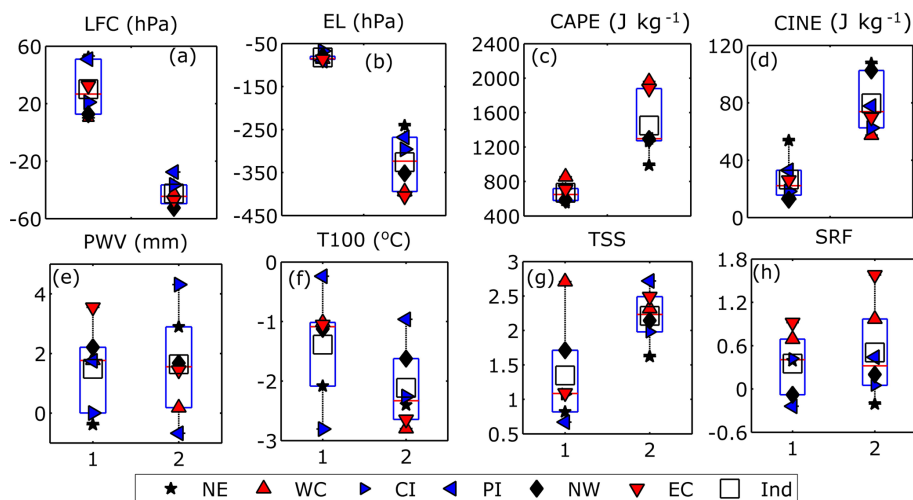 LFC (hPa)
EL (hPa)
CAPE (J kg⁻¹)
CINE (J kg⁻¹)
60
20
-20
-60
(a)
-50
-150
-250
-350
-450
(b)
2400
2000
1600
1200
800
400
(c)
120
80
40
0
(d)
PWV (mm)
T100 (ºC)
TSS
SRF
4
2
0
(e)
1
2
0
-1
-2
-3
(f)
1
2
3
2.5
2
1.5
1
0.5
(g)
1
2
1.8
1.2
0.6
0
-0.6
(h)
1
2
NE WC CI PI NW EC Ind